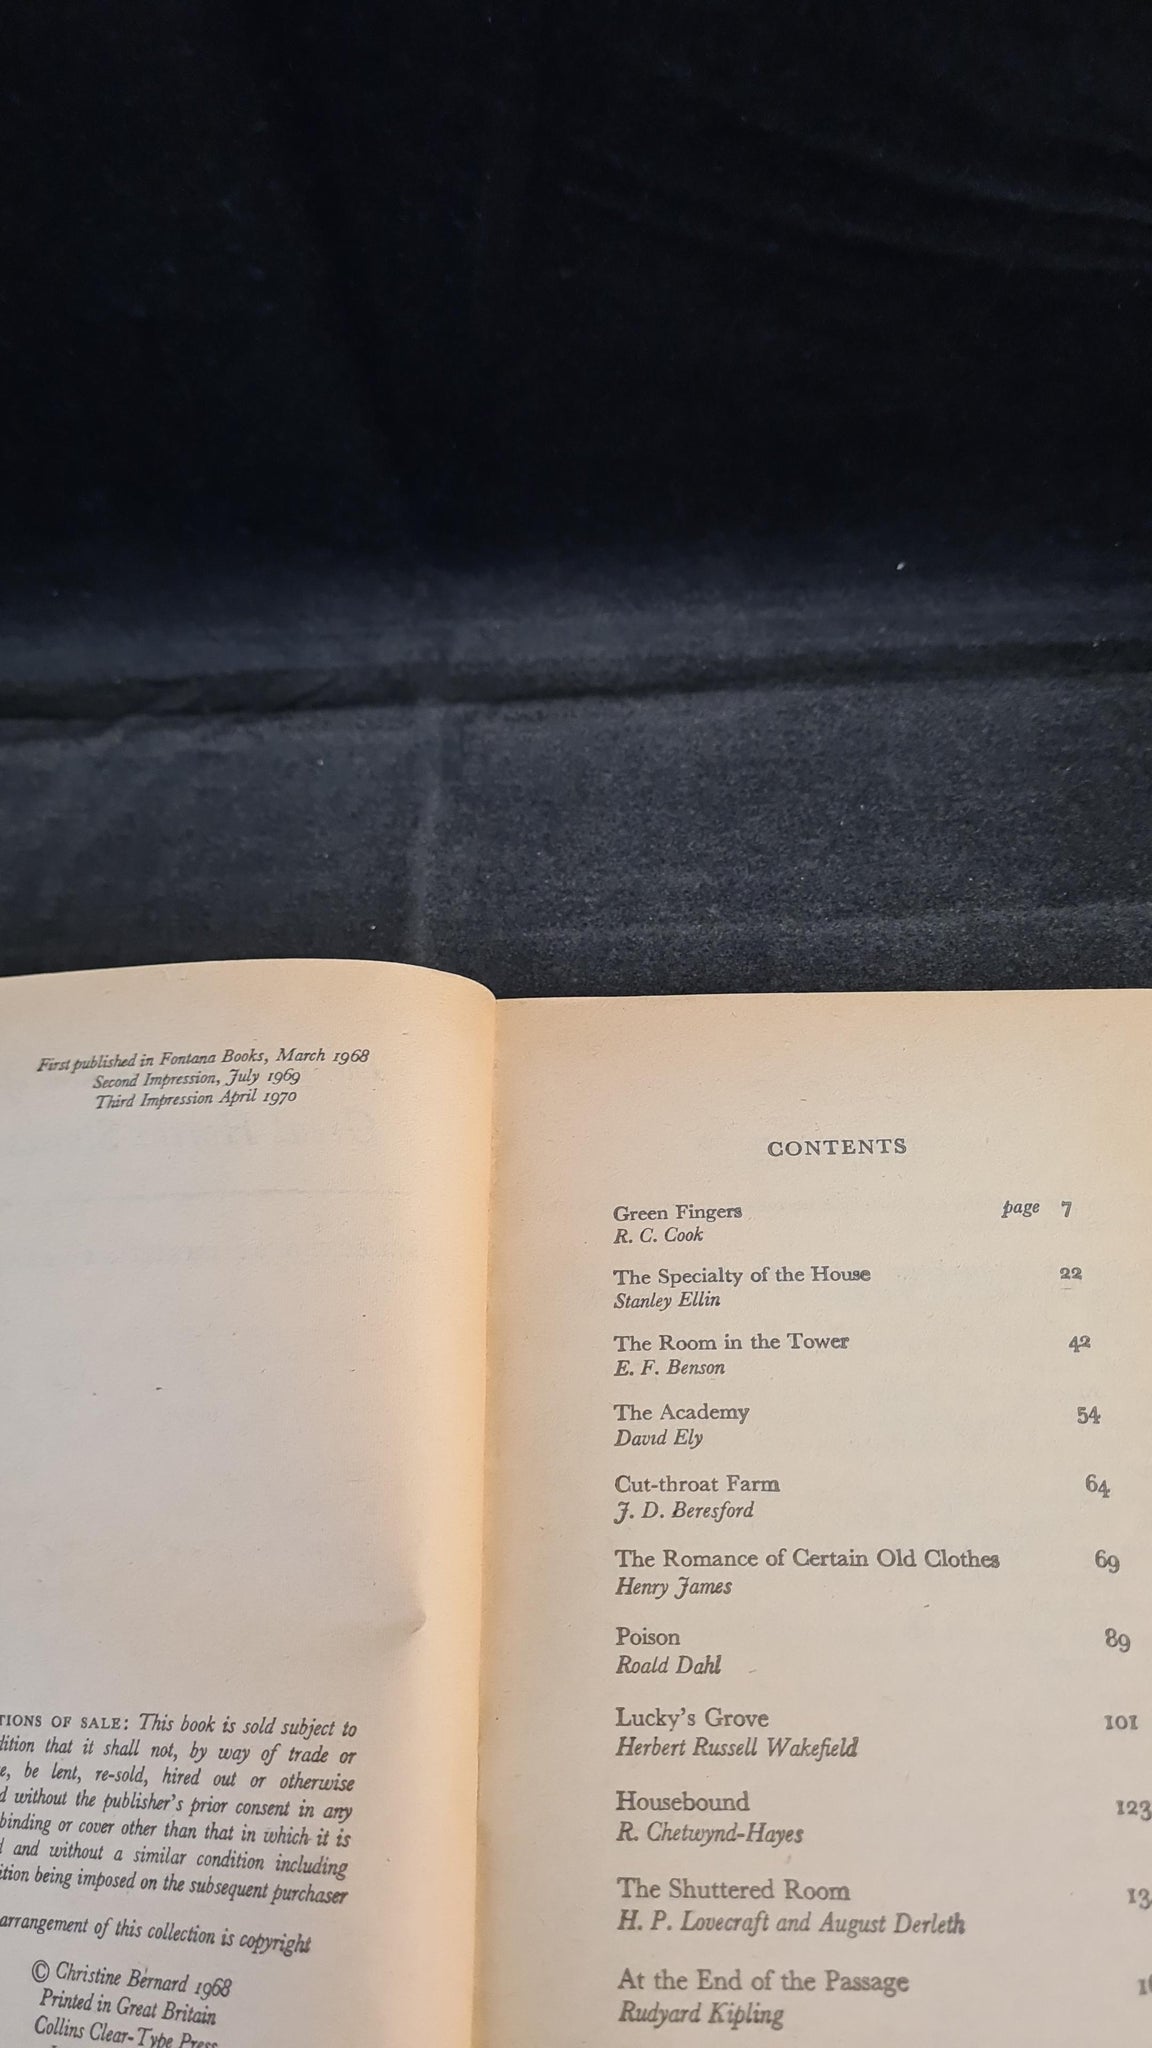 First published in Fontana Books, March 1968
Second Impression, July 1969
Third Impression April 1970
TIONS OF SALE: This book is sold subject to
dition that it shall not, by way of trade or
e, be lent, re-sold, hired out or otherwise
d without the publisher's prior consent in any
binding or cover other than that in which it is
d and without a similar condition including
ition being imposed on the subsequent purchaser
arrangement of this collection is copyright
© Christine Bernard 1968
Printed in Great Britain
Collins Clear-Type Press
CONTENTS
Green Fingers page 7
R. C. Cook
The Specialty of the House 22
Stanley Ellin
The Room in the Tower 42
E. F. Benson
The Academy 54
David Ely
Cut-throat Farm 64
J. D. Beresford
The Romance of Certain Old Clothes 69
Henry James
Poison 89
Roald Dahl
Lucky's Grove 101
Herbert Russell Wakefield
Housebound 123
R. Chetwynd-Hayes
The Shuttered Room 13
H. P. Lovecraft and August Derleth
At the End of the Passage 1
Rudyard Kipling